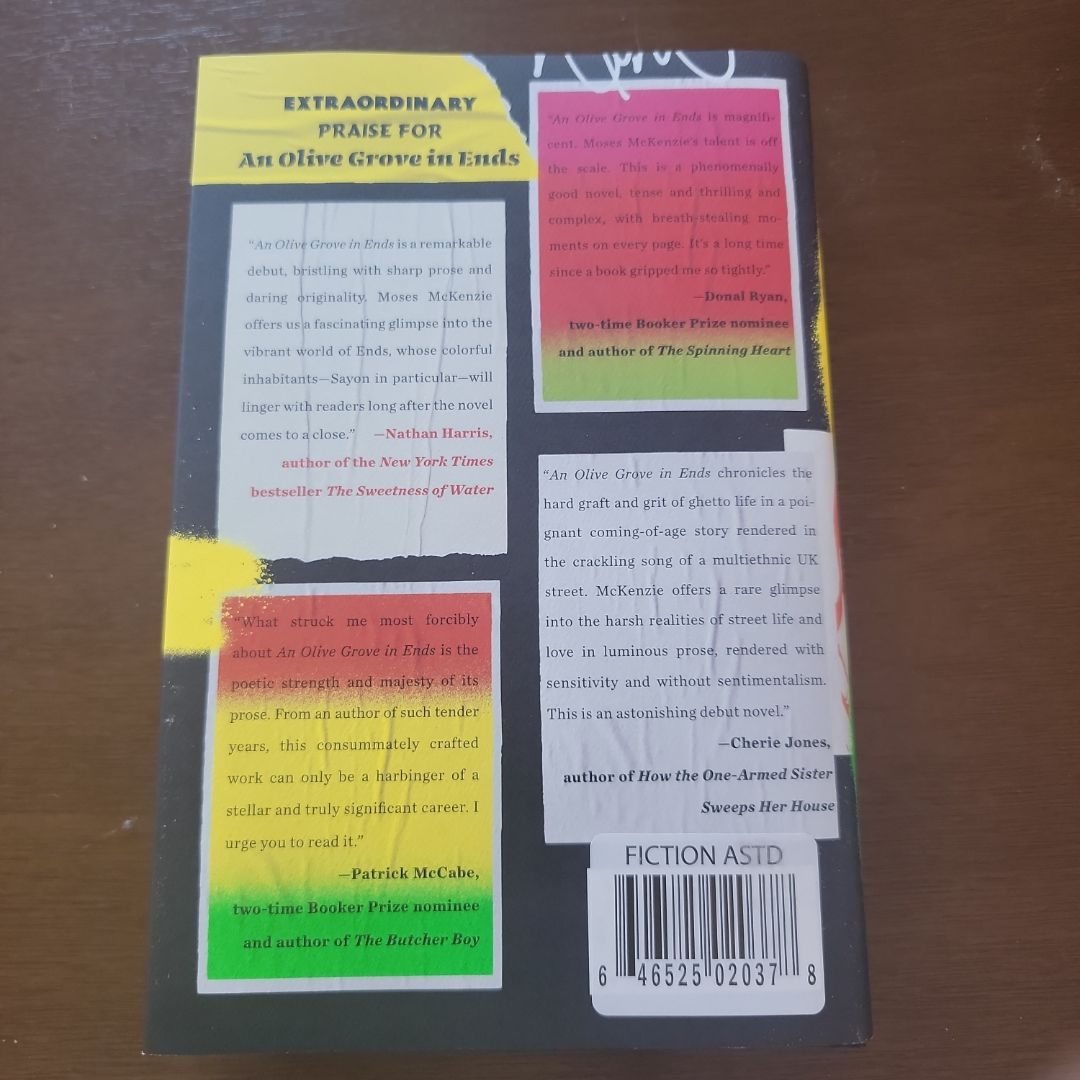 EXTRAORDINARY
PRAISE FOR
An Olive Grove in Ends
"An Olive Grove in Ends is a remarkable
debut, bristling with sharp prose and
daring originality. Moses McKenzie
offers us a fascinating glimpse into the
vibrant world of Ends, whose colorful
inhabitants—Sayon in particular—will
linger with readers long after the novel
comes to a close." —Nathan Harris,
author of the New York Times
bestseller The Sweetness of Water
"What struck me most forcibly
about An Olive Grove in Ends is the
poetic strength and majesty of its
prose. From an author of such tender
years, this consummately crafted
work can only be a harbinger of a
stellar and truly significant career. I
urge you to read it."
—Patrick McCabe,
two-time Booker Prize nominee
and author of The Butcher Boy
"An Olive Grove in Ends is magnifi-
cent. Moses McKenzie's talent is off
the scale. This is a phenomenally
good novel, tense and thrilling and
complex, with breath-stealing mo-
ments on every page. It's a long time
since a book gripped me so tightly."
—Donal Ryan,
two-time Booker Prize nominee
and author of The Spinning Heart
"An Olive Grove in Ends chronicles the
hard graft and grit of ghetto life in a poi-
gnant coming-of-age story rendered in
the crackling song of a multiethnic UK
street. McKenzie offers a rare glimpse
into the harsh realities of street life and
love in luminous prose, rendered with
sensitivity and without sentimentalism.
This is an astonishing debut novel."
—Cherie Jones,
author of How the One-Armed Sister
Sweeps Her House
FICTION ASTD
6 46525 02037 8